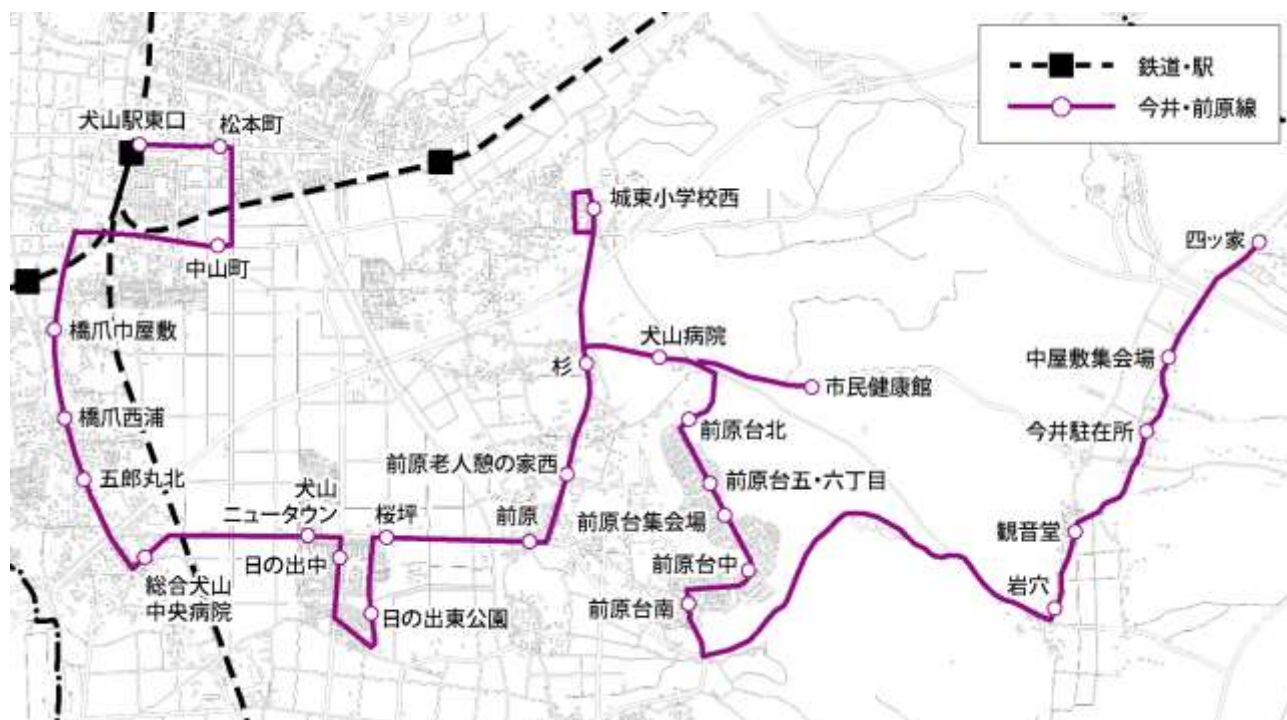 鉄道・駅
今井・前原線
犬山駅東口
松本町
中山町
橋爪巾屋敷
橋爪西浦
五郎丸北
総合犬山
中央病院
犬山
ニュータウン
日の出中
日の出東公園
桜坪
前原
前原老人憩の家西
杉
城東小学校西
犬山病院
市民健康館
前原台北
前原台五・六丁目
前原台集会場
前原台中
前原台南
岩穴
観音堂
今井駐在所
中屋敷集会場
四ッ家